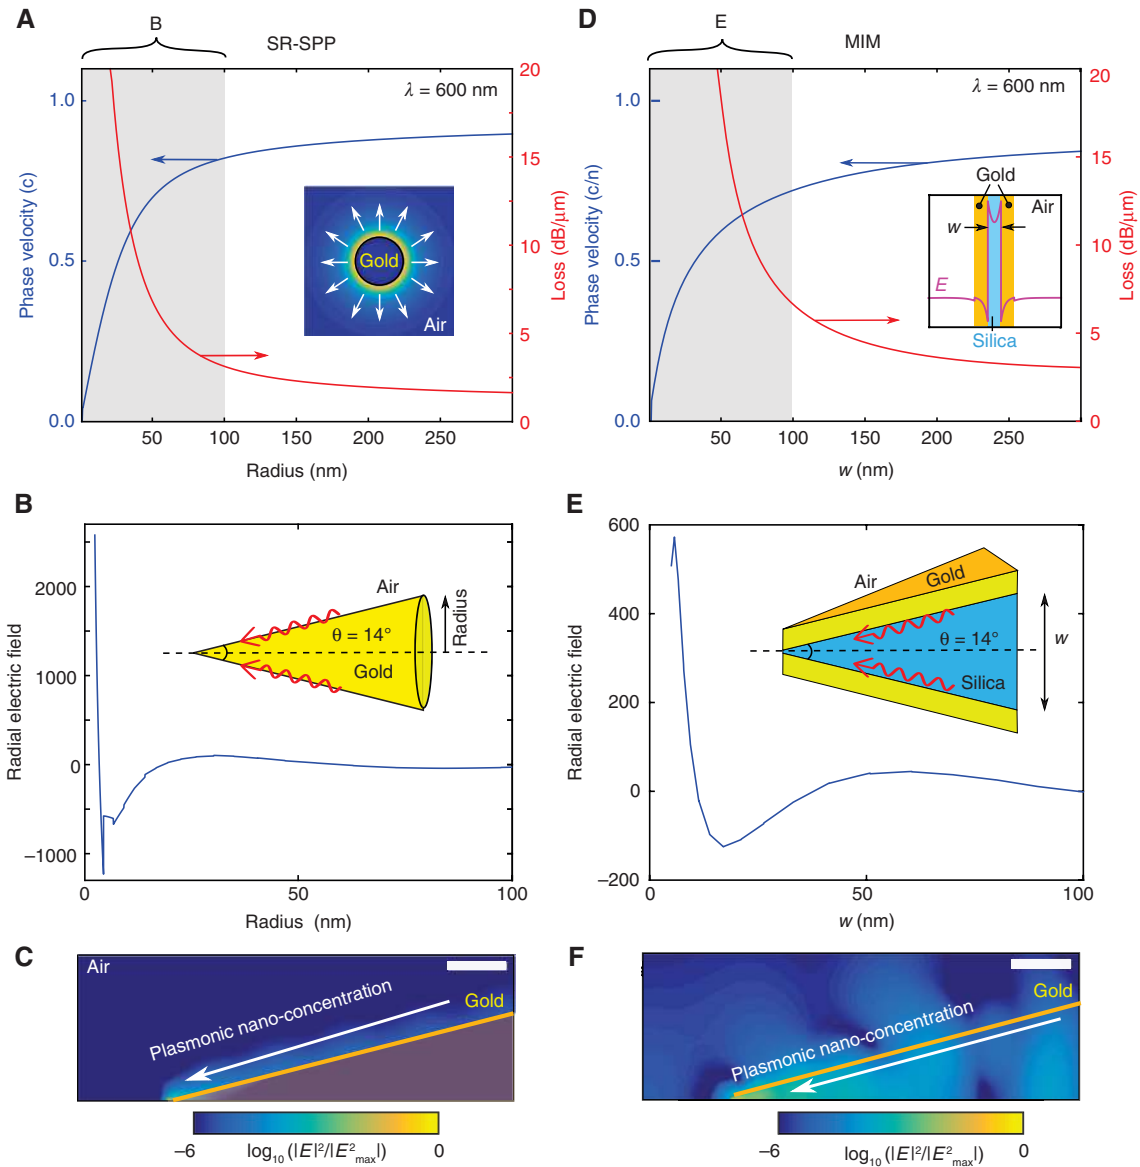 A
B
SR-SPP
λ = 600 nm
Phase velocity (c)
1.0
0.5
0.0
20
15
10
5
0
Loss (dB/μm)
Gold
Air
50
100
150
200
250
Radius (nm)
D
E
MIM
λ = 600 nm
Phase velocity (c/n)
1.0
0.5
0.0
20
15
10
5
0
Loss (dB/μm)
Gold
Air
w
E
Silica
50
100
150
200
250
w (nm)
B
Radial electric field
2000
1000
0
−1000
Air
θ = 14°
Gold
Radius
0
50
100
Radius (nm)
E
Radial electric field
600
400
200
0
−200
Air
Gold
θ = 14°
Silica
w
0
50
100
w (nm)
C
Air
Gold
Plasmonic nano-concentration
−6
log10 (|E|²/|E²max|)
0
F
Gold
Plasmonic nano-concentration
−6
log10 (|E|²/|E²max|)
0